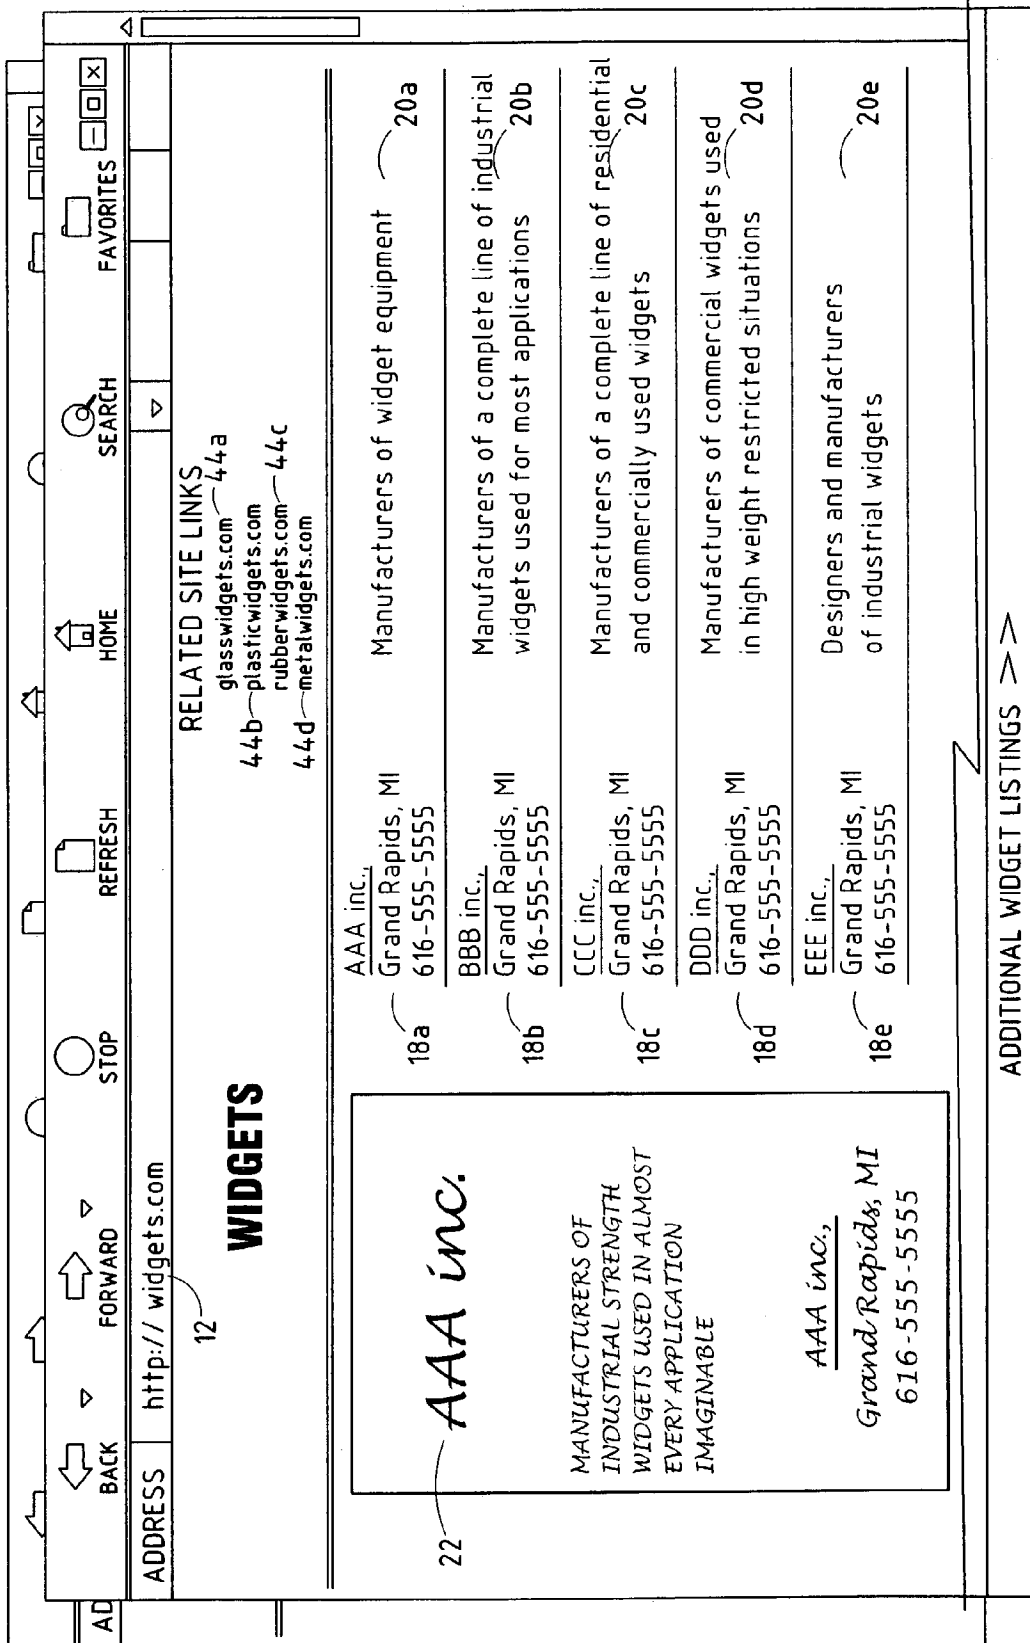 BACK
FORWARD
STOP
REFRESH
HOME
SEARCH
FAVORITES
AD
ADDRESS http://widgets.com
12
WIDGETS
RELATED SITE LINKS
glasswidgets.com 44a
44b plasticwidgets.com
rubberwidgets.com 44c
44d metalwidgets.com
22
AAA inc.
MANUFACTURERS OF
INDUSTRIAL STRENGTH
WIDGETS USED IN ALMOST
EVERY APPLICATION
IMAGINABLE
AAA inc.,
Grand Rapids, MI
616-555-5555
18a
AAA inc.,
Grand Rapids, MI
616-555-5555
Manufacturers of widget equipment
20a
18b
BBB inc.,
Grand Rapids, MI
616-555-5555
Manufacturers of a complete line of industrial
widgets used for most applications
20b
18c
CCC inc.,
Grand Rapids, MI
616-555-5555
Manufacturers of a complete line of residential
and commercially used widgets
20c
18d
DDD inc.,
Grand Rapids, MI
616-555-5555
Manufacturers of commercial widgets used
in high weight restricted situations
20d
18e
EEE inc.,
Grand Rapids, MI
616-555-5555
Designers and manufacturers
of industrial widgets
20e
ADDITIONAL WIDGET LISTINGS >>